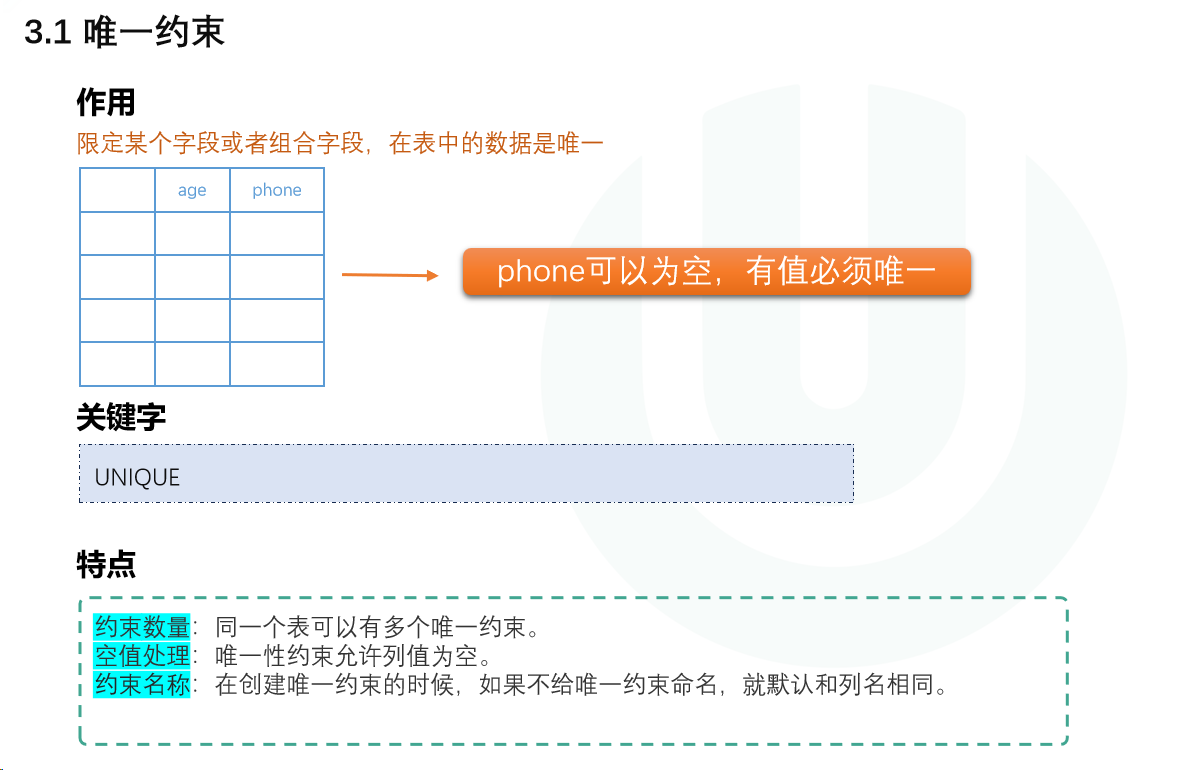 3.1 唯一约束
作用
限定某个字段或者组合字段，在表中的数据是唯一
age phone
phone可以为空，有值必须唯一
关键字
UNIQUE
特点
约束数量：同一个表可以有多个唯一约束。
空值处理：唯一性约束允许列值为空。
约束名称：在创建唯一约束的时候，如果不给唯一约束命名，就默认和列名相同。